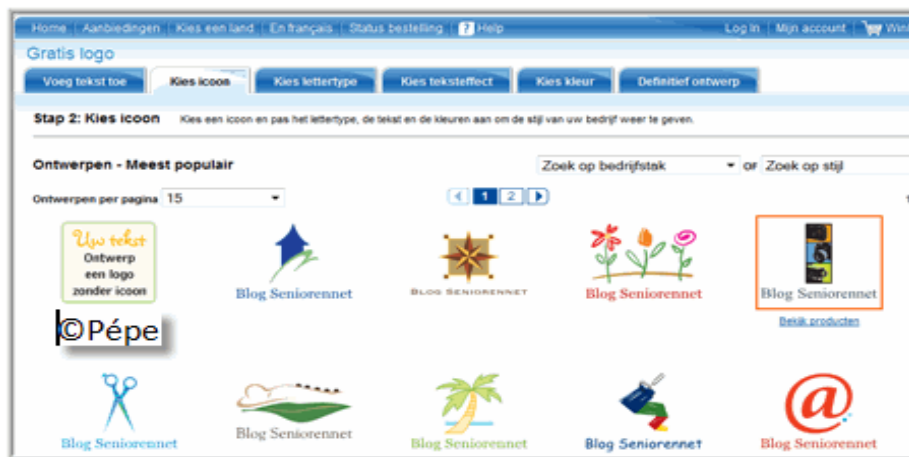 Home Aanbiedingen Kies een land En français Status bestelling ? Help Log In Mijn account
Gratis logo
Voeg tekst toe Kies icoon Kies lettertype Kies teksteffect Kies kleur Definitief ontwerp
Stap 2: Kies icoon Kies een icoon en pas het lettertype, de tekst en de kleuren aan om de stijl van uw bedrijf weer te geven.
Ontwerpen - Meest populair Zoek op bedrijfstak or Zoek op stijl
Ontwerpen per pagina 15 1 2
Uw tekst
Ontwerp
een logo
zonder icoon
Blog Seniorennet Blog Seniorennet Blog Seniorennet Blog Seniorennet
Bekijk producten
©Pépe
Blog Seniorennet Blog Seniorennet Blog Seniorennet Blog Seniorennet @ Blog Seniorennet